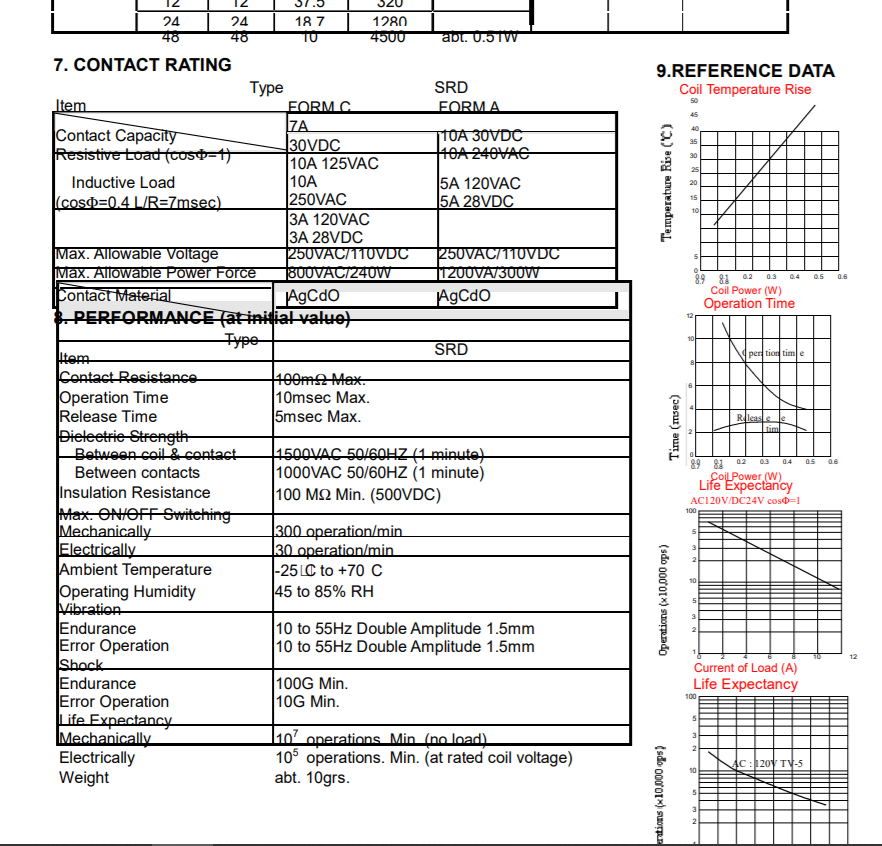 12 12 37.5 320
24 24 18.7 1280
48 48 10 4500 abt. 0.51W
7. CONTACT RATING
Type SRD
Item FORM C FORM A
7A
Contact Capacity 30VDC 10A 30VDC
Resistive Load (cosΦ=1) 10A 125VAC 10A 240VAC
Inductive Load 10A 5A 120VAC
(cosΦ=0.4 L/R=7msec) 250VAC 5A 28VDC
3A 120VAC
3A 28VDC
Max. Allowable Voltage 250VAC/110VDC 250VAC/110VDC
Max. Allowable Power Force 800VAC/240W 1200VA/300W
Contact Material AgCdO AgCdO
8. PERFORMANCE (at initial value)
Type SRD
Item
Contact Resistance 100mΩ Max.
Operation Time 10msec Max.
Release Time 5msec Max.
Dielectric Strength
Between coil & contact 1500VAC 50/60HZ (1 minute)
Between contacts 1000VAC 50/60HZ (1 minute)
Insulation Resistance 100 MΩ Min. (500VDC)
Max. ON/OFF Switching
Mechanically 300 operation/min
Electrically 30 operation/min
Ambient Temperature -25 C to +70 C
Operating Humidity 45 to 85% RH
Vibration
Endurance 10 to 55Hz Double Amplitude 1.5mm
Error Operation 10 to 55Hz Double Amplitude 1.5mm
Shock
Endurance 100G Min.
Error Operation 10G Min.
Life Expectancy
Mechanically 10⁷ operations. Min. (no load)
Electrically 10⁵ operations. Min. (at rated coil voltage)
Weight abt. 10grs.
9.REFERENCE DATA
Coil Temperature Rise
50
45
40
35
30
25
20
15
10
5
0
Temperature Rise (℃)
0.0 0.1 0.2 0.3 0.4 0.5 0.6
0.7 0.8
Coil Power (W)
Operation Time
12
10
8
6
4
2
0
Time (msec)
Operation time
Release
time
0.0 0.1 0.2 0.3 0.4 0.5 0.6
0.7 0.8
Coil Power (W)
Life Expectancy
AC120V/DC24V cosΦ=1
100
5
3
2
10
5
3
2
1
Operations (×10,000 ops)
0 2 4 6 8 10 12
Current of Load (A)
Life Expectancy
100
5
3
2
10
5
3
2
AC : 120V TV-5
rations (×10,000 ops)